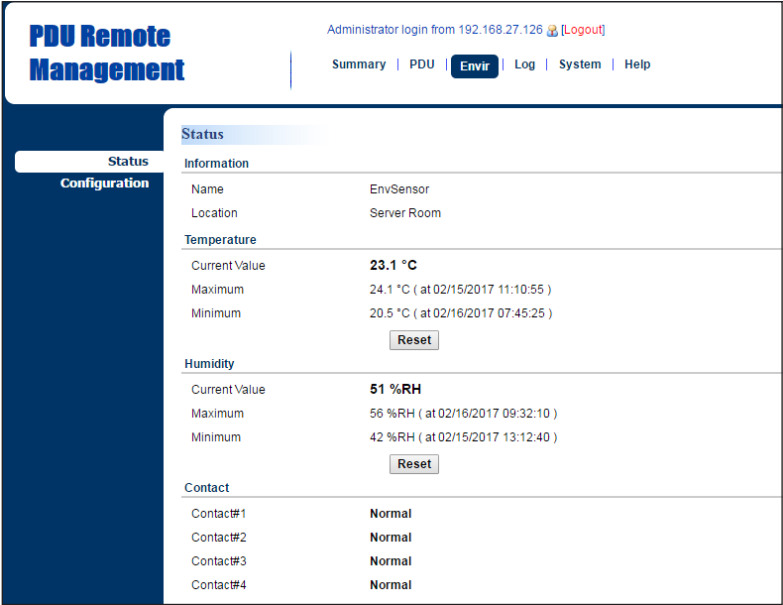 PDU Remote
Management
Administrator login from 192.168.27.126 [Logout]
Summary | PDU | Envir | Log | System | Help
Status
Configuration
Status
Information
Name EnvSensor
Location Server Room
Temperature
Current Value 23.1 °C
Maximum 24.1 °C ( at 02/15/2017 11:10:55 )
Minimum 20.5 °C ( at 02/16/2017 07:45:25 )
Reset
Humidity
Current Value 51 %RH
Maximum 56 %RH ( at 02/16/2017 09:32:10 )
Minimum 42 %RH ( at 02/15/2017 13:12:40 )
Reset
Contact
Contact#1 Normal
Contact#2 Normal
Contact#3 Normal
Contact#4 Normal